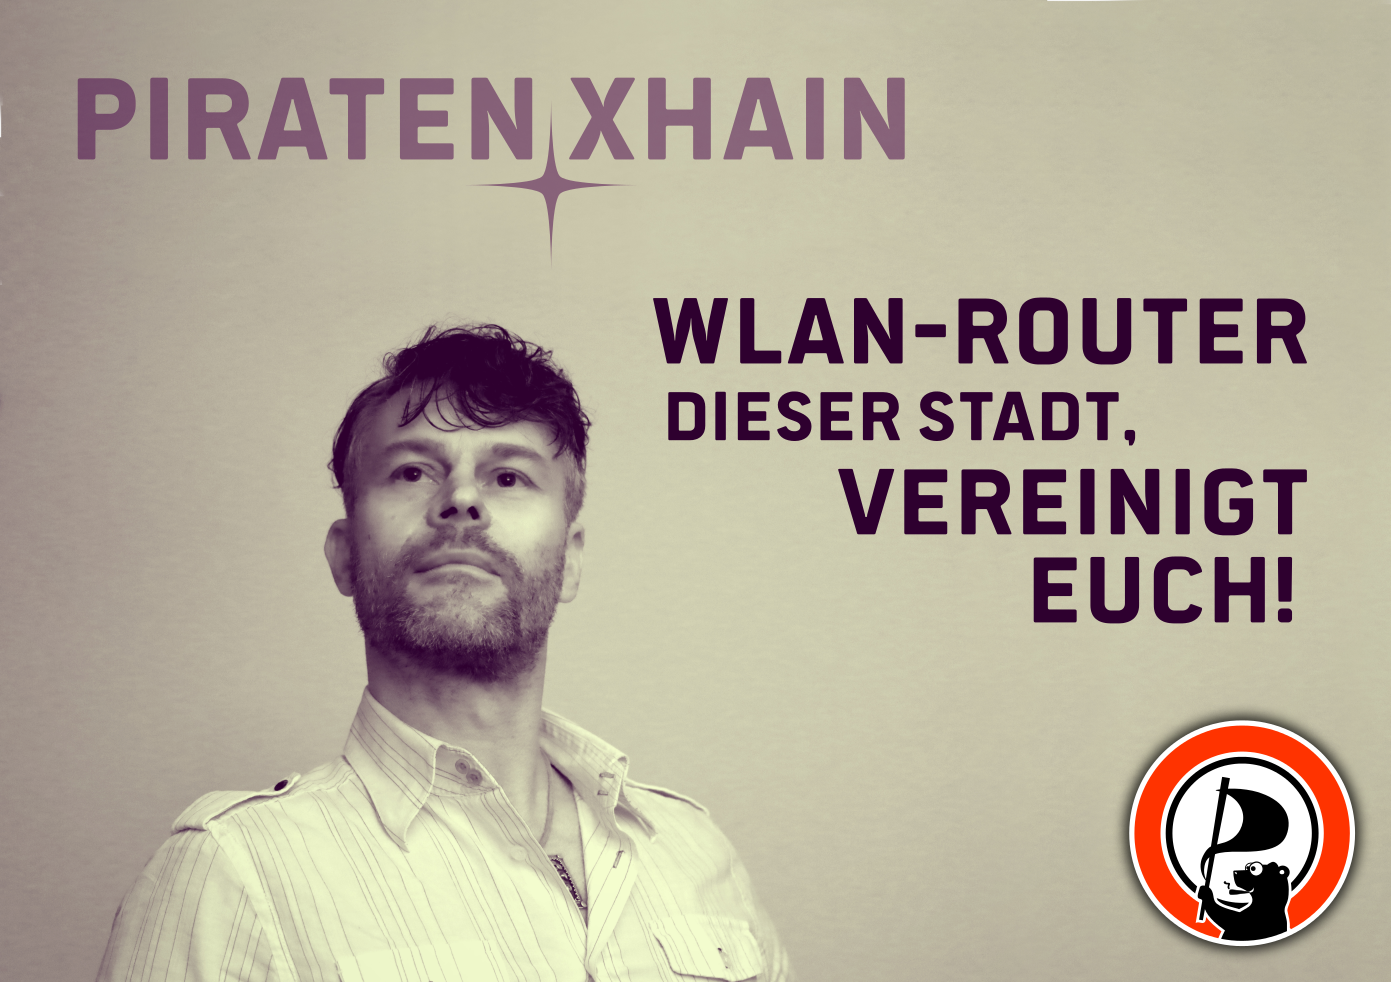 PIRATEN XHAIN
WLAN-ROUTER
DIESER STADT,
VEREINIGT
EUCH!